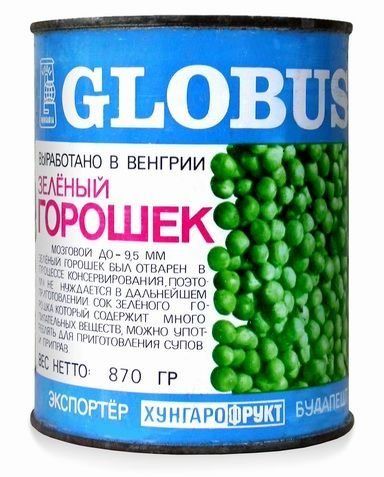 GLOBUS
ВЫРАБОТАНО В ВЕНГРИИ
ЗЕЛЁНЫЙ
ГОРОШЕК
МОЗГОВОЙ ДО - 9,5 ММ
ЗЕЛЁНЫЙ ГОРОШЕК БЫЛ ОТВАРЕН В
ПРОЦЕССЕ КОНСЕРВИРОВАНИЯ, ПОЭТО-
МУ НЕ НУЖДАЕТСЯ В ДАЛЬНЕЙШЕМ
ПРИГОТОВЛЕНИИ СОК ЗЕЛЕНОГО ГО-
РОШКА КОТОРЫЙ СОДЕРЖИТ МНОГО
ПИТАТЕЛЬНЫХ ВЕЩЕСТВ, МОЖНО УПОТ-
РЕБЛЯТЬ ДЛЯ ПРИГОТОВЛЕНИЯ СУПОВ
И ПРИПРАВ
ВЕС НЕТТО: 870 ГР
ЭКСПОРТЁР ХУНГАРОФРУКТ БУДАПЕШТ